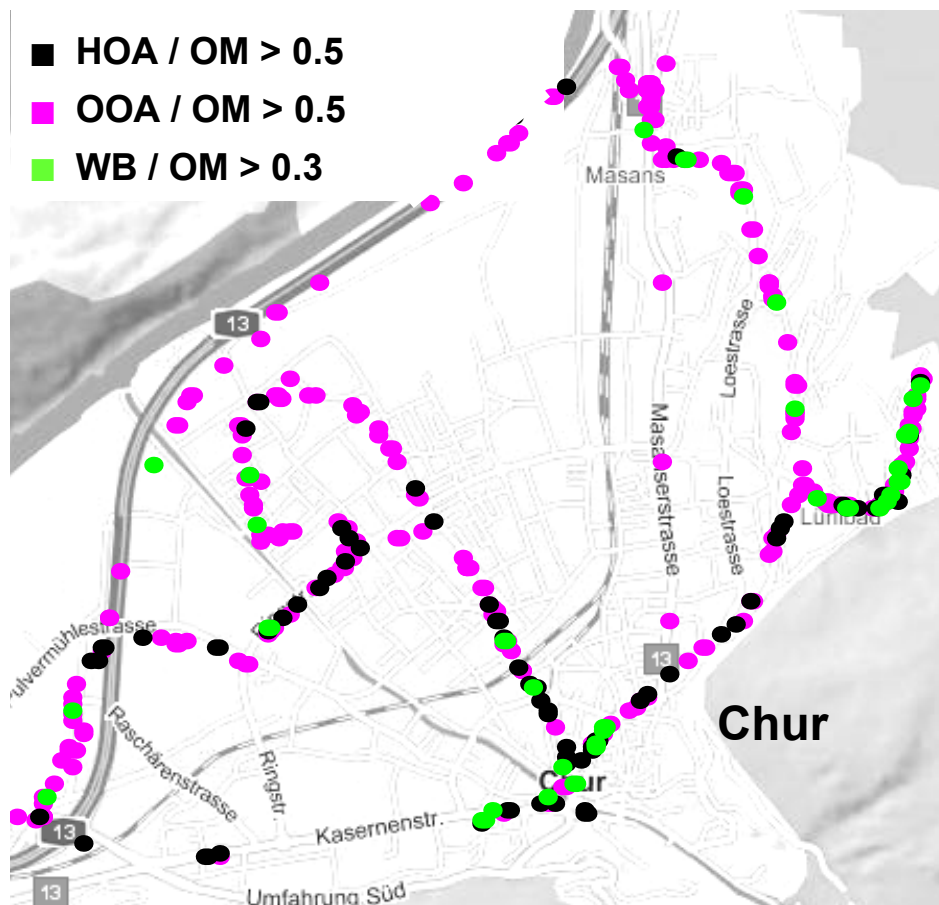 HOA / OM > 0.5
OOA / OM > 0.5
WB / OM > 0.3
Masans
13
Loestrasse
Masanserstrasse
Loestrasse
Lürlibad
Pulvermühlestrasse
13
Chur
Raschärenstrasse
Ringstr.
Chur
Kasernenstr.
13
13
Umfahrung Süd